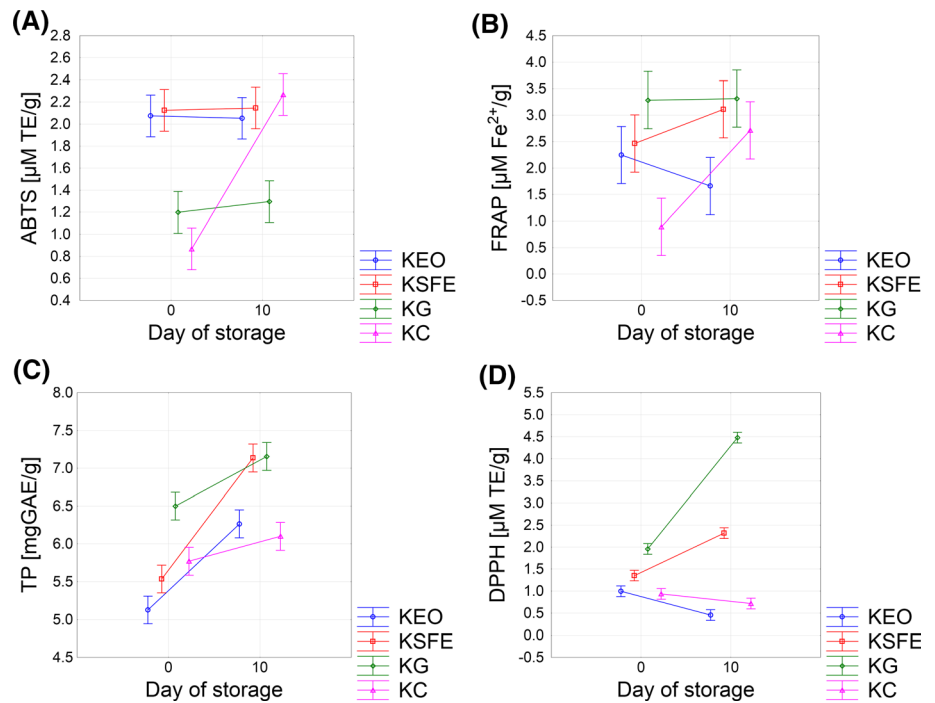 (A)
2.8
2.6
2.4
2.2
2.0
1.8
1.6
1.4
1.2
1.0
0.8
0.6
0.4
ABTS [µM TE/g]
0 10
Day of storage
KEO
KSFE
KG
KC
(B)
4.5
4.0
3.5
3.0
2.5
2.0
1.5
1.0
0.5
0.0
-0.5
FRAP [µM Fe²⁺/g]
0 10
Day of storage
KEO
KSFE
KG
KC
(C)
8.0
7.5
7.0
6.5
6.0
5.5
5.0
4.5
TP [mgGAE/g]
0 10
Day of storage
KEO
KSFE
KG
KC
(D)
5.5
5.0
4.5
4.0
3.5
3.0
2.5
2.0
1.5
1.0
0.5
0.0
-0.5
DPPH [µM TE/g]
0 10
Day of storage
KEO
KSFE
KG
KC